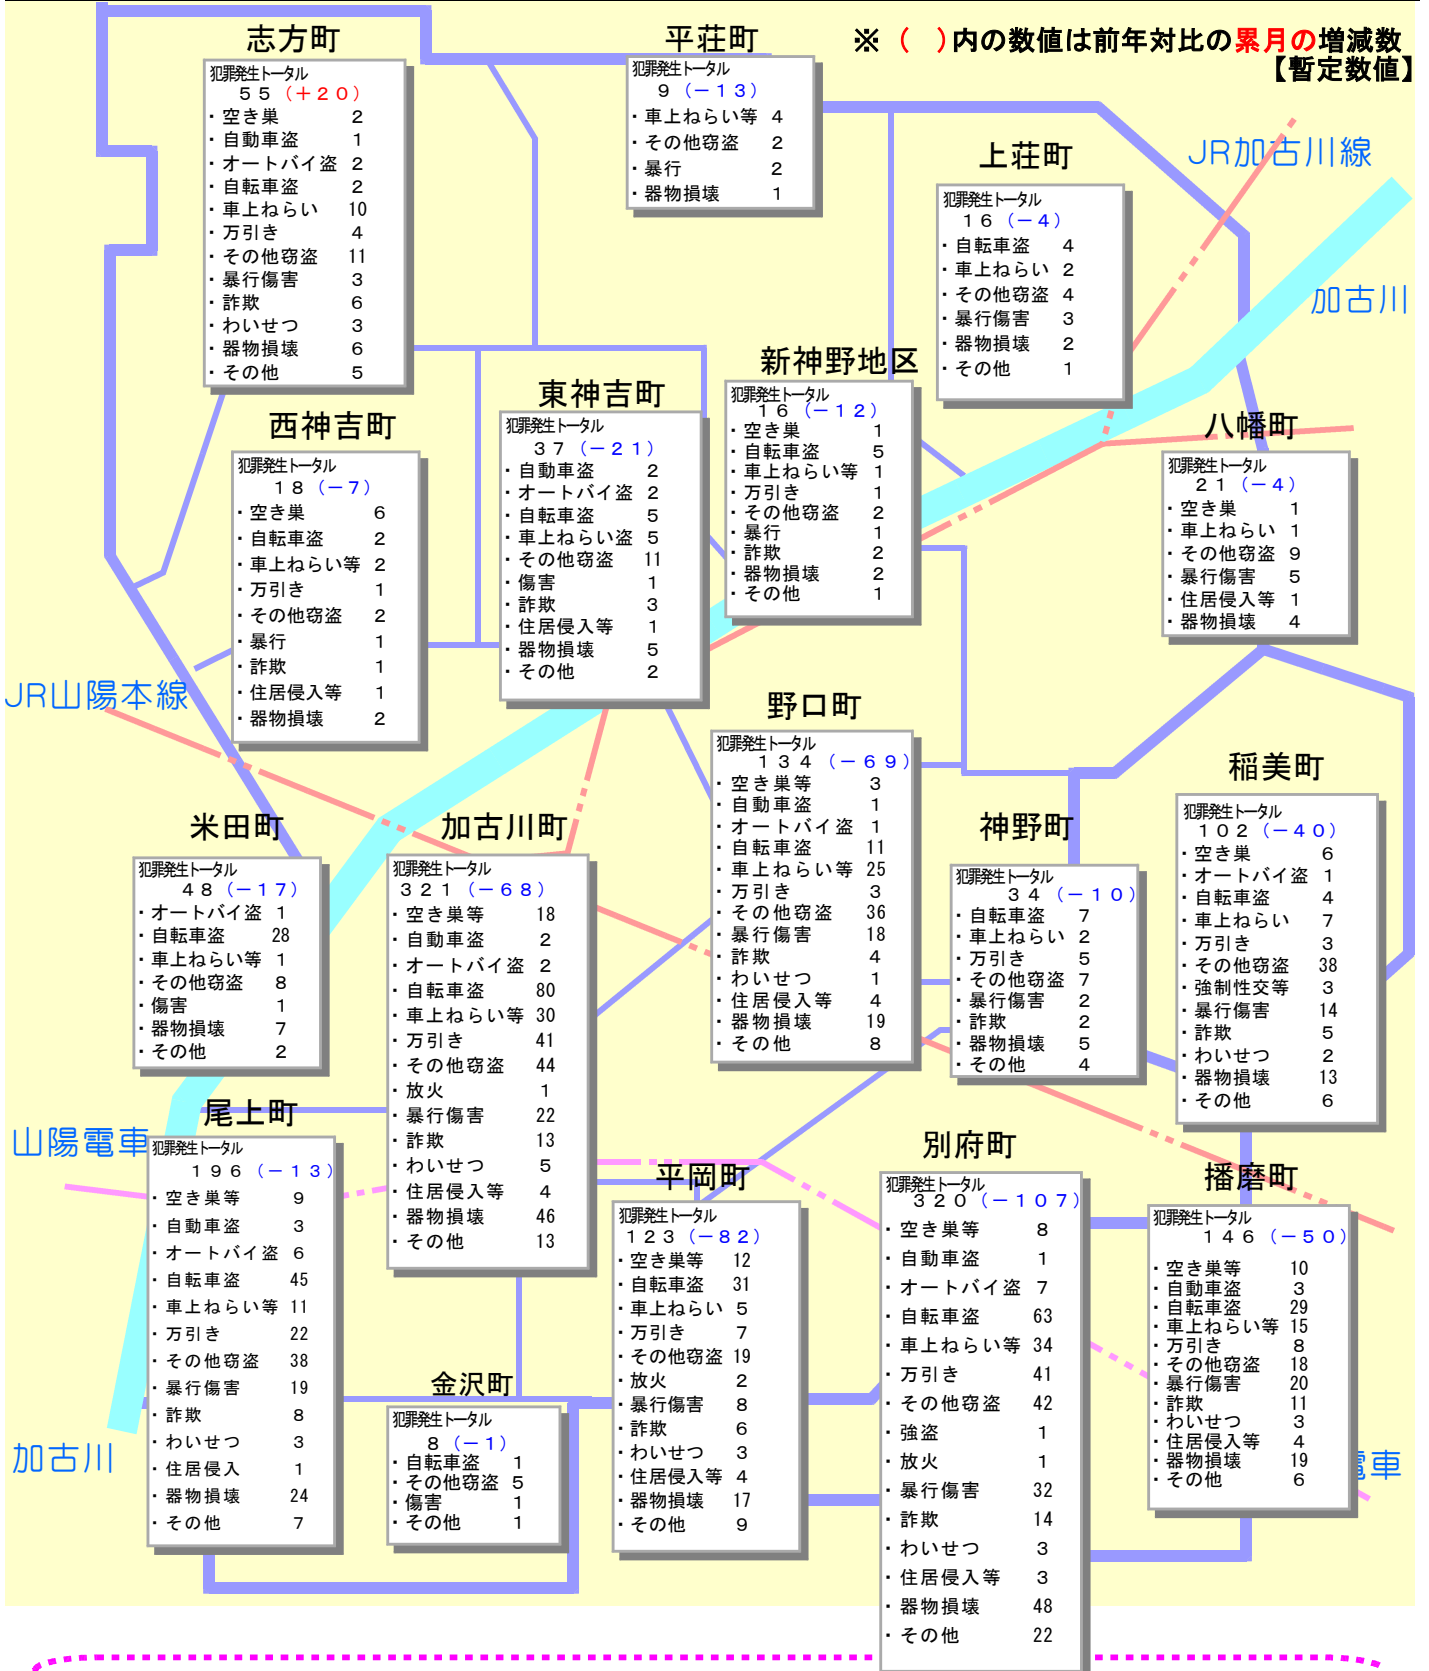 ※（　）内の数値は前年対比の累月の増減数
【暫定数値】
志方町
犯罪発生トータル
５５（＋２０）
・空き巣 2
・自動車盗 1
・オートバイ盗 2
・自転車盗 2
・車上ねらい 10
・万引き 4
・その他窃盗 11
・暴行傷害 3
・詐欺 6
・わいせつ 3
・器物損壊 6
・その他 5
平荘町
犯罪発生トータル
９（－１３）
・車上ねらい等 4
・その他窃盗 2
・暴行 2
・器物損壊 1
上荘町
犯罪発生トータル
１６（－４）
・自転車盗 4
・車上ねらい 2
・その他窃盗 4
・暴行傷害 3
・器物損壊 2
・その他 1
JR加古川線
加古川
西神吉町
犯罪発生トータル
１８（－７）
・空き巣 6
・自転車盗 2
・車上ねらい等 2
・万引き 1
・その他窃盗 2
・暴行 1
・詐欺 1
・住居侵入等 1
・器物損壊 2
東神吉町
犯罪発生トータル
３７（－２１）
・自動車盗 2
・オートバイ盗 2
・自転車盗 5
・車上ねらい盗 5
・その他窃盗 11
・傷害 1
・詐欺 3
・住居侵入等 1
・器物損壊 5
・その他 2
新神野地区
犯罪発生トータル
１６（－１２）
・空き巣 1
・自転車盗 5
・車上ねらい等 1
・万引き 1
・その他窃盗 2
・暴行 1
・詐欺 2
・器物損壊 2
・その他 1
八幡町
犯罪発生トータル
２１（－４）
・空き巣 1
・車上ねらい 1
・その他窃盗 9
・暴行傷害 5
・住居侵入等 1
・器物損壊 4
JR山陽本線
米田町
犯罪発生トータル
４８（－１７）
・オートバイ盗 1
・自転車盗 28
・車上ねらい等 1
・その他窃盗 8
・傷害 1
・器物損壊 7
・その他 2
加古川町
犯罪発生トータル
３２１（－６８）
・空き巣等 18
・自動車盗 2
・オートバイ盗 2
・自転車盗 80
・車上ねらい等 30
・万引き 41
・その他窃盗 44
・放火 1
・暴行傷害 22
・詐欺 13
・わいせつ 5
・住居侵入等 4
・器物損壊 46
・その他 13
野口町
犯罪発生トータル
１３４（－６９）
・空き巣等 3
・自動車盗 1
・オートバイ盗 1
・自転車盗 11
・車上ねらい等 25
・万引き 3
・その他窃盗 36
・暴行傷害 18
・詐欺 4
・わいせつ 1
・住居侵入等 4
・器物損壊 19
・その他 8
神野町
犯罪発生トータル
３４（－１０）
・自転車盗 7
・車上ねらい 2
・万引き 5
・その他窃盗 7
・暴行傷害 2
・詐欺 2
・器物損壊 5
・その他 4
稲美町
犯罪発生トータル
１０２（－４０）
・空き巣 6
・オートバイ盗 1
・自転車盗 4
・車上ねらい 7
・万引き 3
・その他窃盗 38
・強制性交等 3
・暴行傷害 14
・詐欺 5
・わいせつ 2
・器物損壊 13
・その他 6
山陽電車
尾上町
犯罪発生トータル
１９６（－１３）
・空き巣等 9
・自動車盗 3
・オートバイ盗 6
・自転車盗 45
・車上ねらい等 11
・万引き 22
・その他窃盗 38
・暴行傷害 19
・詐欺 8
・わいせつ 3
・住居侵入 1
・器物損壊 24
・その他 7
加古川
金沢町
犯罪発生トータル
８（－１）
・自転車盗 1
・その他窃盗 5
・傷害 1
・その他 1
平岡町
犯罪発生トータル
１２３（－８２）
・空き巣等 12
・自転車盗 31
・車上ねらい 5
・万引き 7
・その他窃盗 19
・放火 2
・暴行傷害 8
・詐欺 6
・わいせつ 3
・住居侵入等 4
・器物損壊 17
・その他 9
別府町
犯罪発生トータル
３２０（－１０７）
・空き巣等 8
・自動車盗 1
・オートバイ盗 7
・自転車盗 63
・車上ねらい等 34
・万引き 41
・その他窃盗 42
・強盗 1
・放火 1
・暴行傷害 32
・詐欺 14
・わいせつ 3
・住居侵入等 3
・器物損壊 48
・その他 22
播磨町
犯罪発生トータル
１４６（－５０）
・空き巣等 10
・自動車盗 3
・自転車盗 29
・車上ねらい等 15
・万引き 8
・その他窃盗 18
・暴行傷害 20
・詐欺 11
・わいせつ 3
・住居侵入等 4
・器物損壊 19
・その他 6
電車